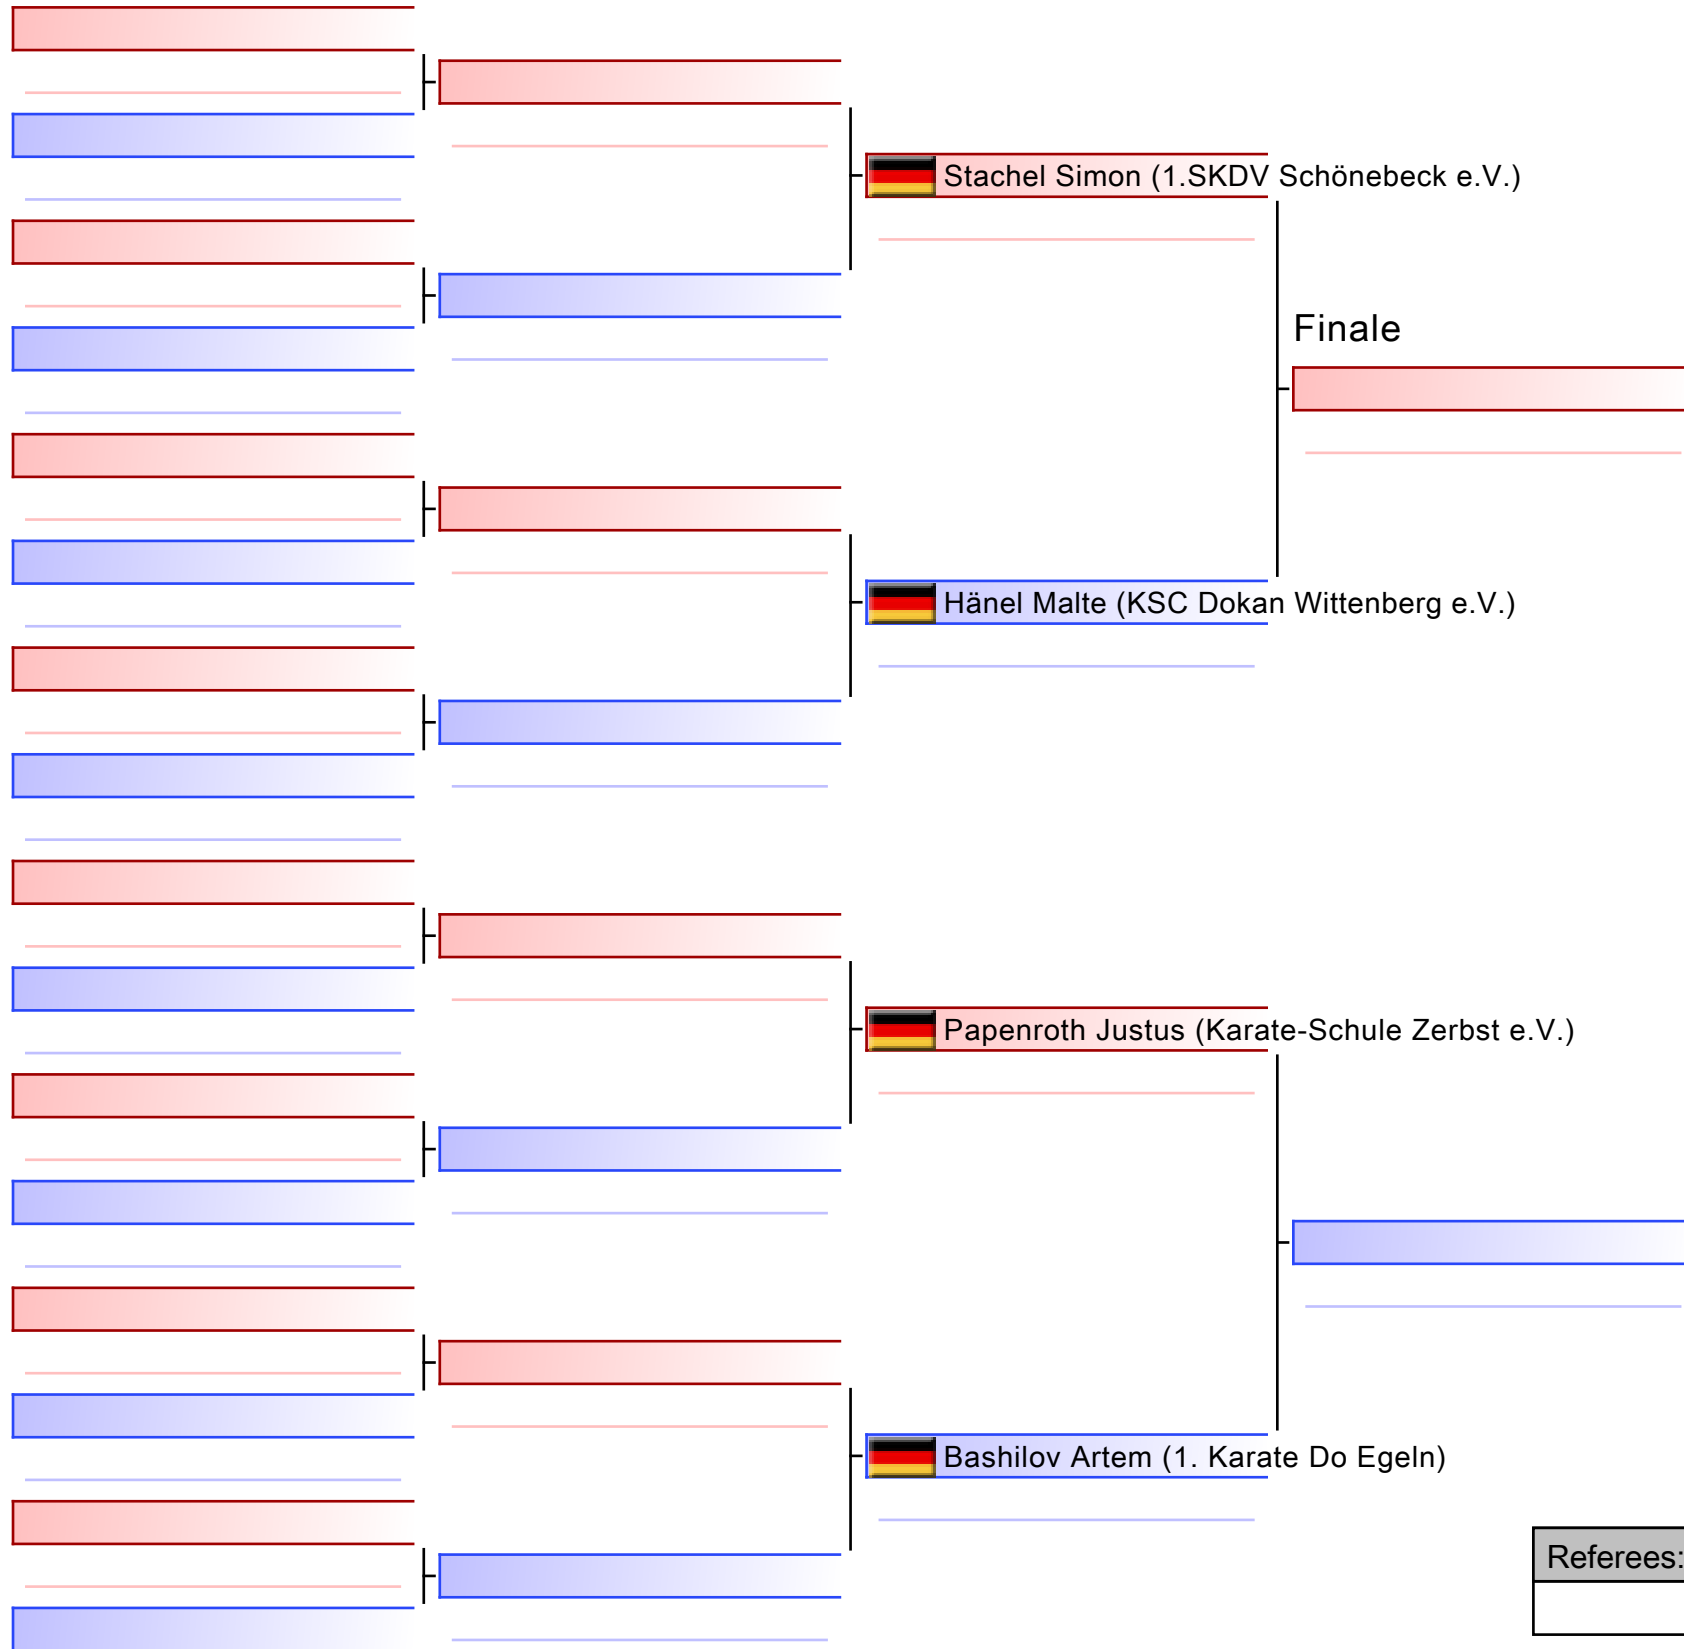 Stachel Simon (1.SKDV Schönebeck e.V.)
Finale
Hänel Malte (KSC Dokan Wittenberg e.V.)
Papenroth Justus (Karate-Schule Zerbst e.V.)
Bashilov Artem (1. Karate Do Egeln)
Referees: